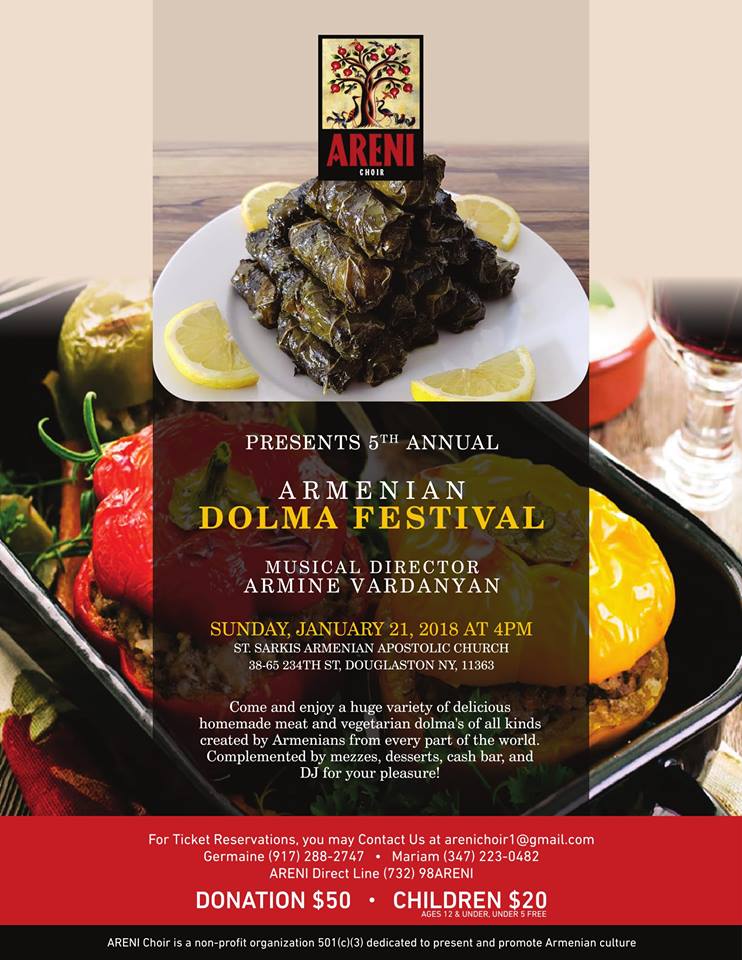 ARENI
CHOIR
PRESENTS 5TH ANNUAL
ARMENIAN
DOLMA FESTIVAL
MUSICAL DIRECTOR
ARMINE VARDANYAN
SUNDAY, JANUARY 21, 2018 AT 4PM
ST. SARKIS ARMENIAN APOSTOLIC CHURCH
38-65 234TH ST, DOUGLASTON NY, 11363
Come and enjoy a huge variety of delicious
homemade meat and vegetarian dolma's of all kinds
created by Armenians from every part of the world.
Complemented by mezzes, desserts, cash bar, and
DJ for your pleasure!
For Ticket Reservations, you may Contact Us at arenichoir1@gmail.com
Germaine (917) 288-2747 • Mariam (347) 223-0482
ARENI Direct Line (732) 98ARENI
DONATION $50 • CHILDREN $20
AGES 12 & UNDER, UNDER 5 FREE
ARENI Choir is a non-profit organization 501(c)(3) dedicated to present and promote Armenian culture